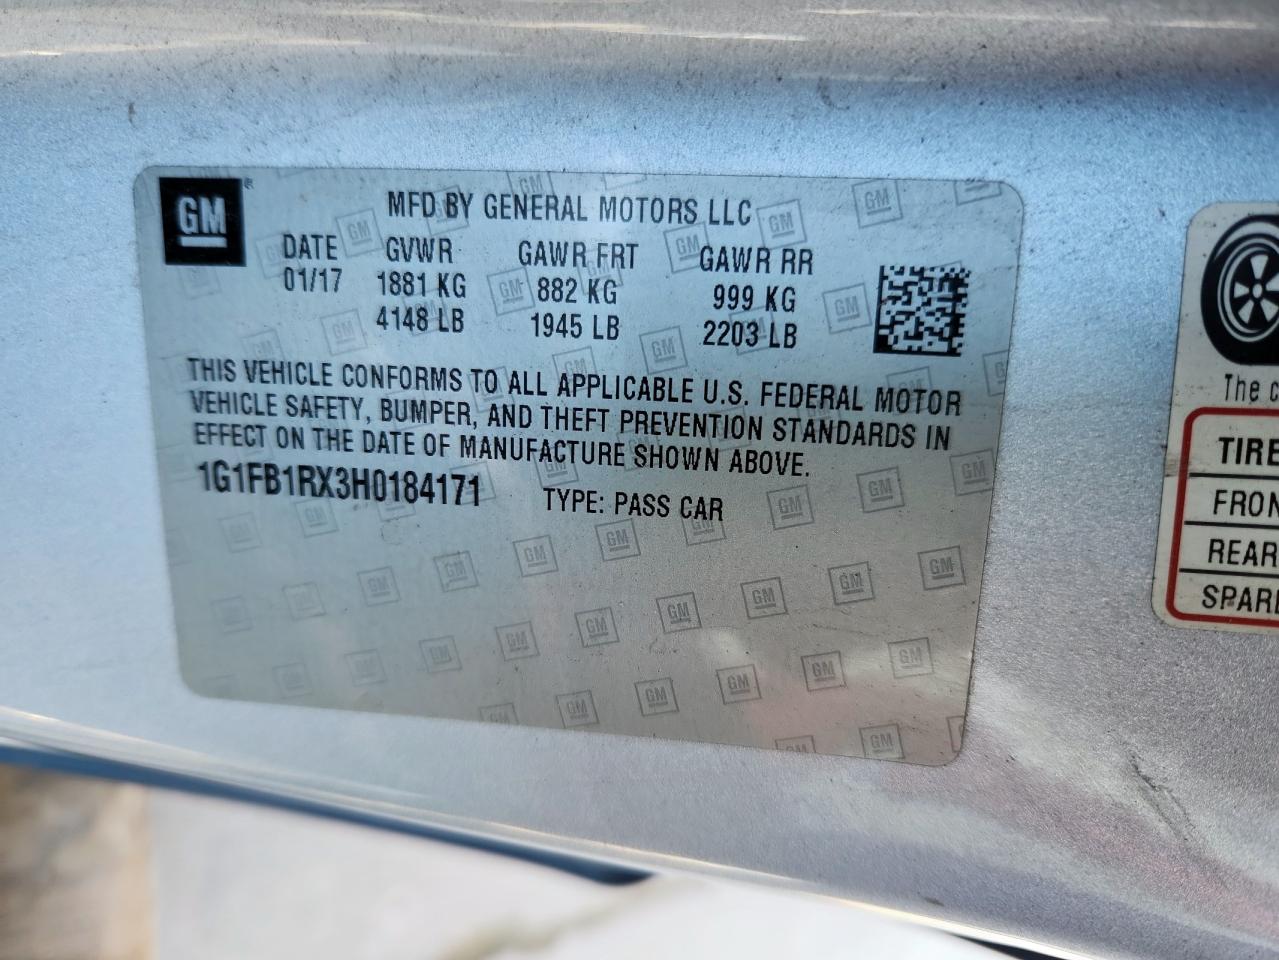 GM
MFD BY GENERAL MOTORS LLC
DATE GVWR GAWR FRT GAWR RR
01/17 1881 KG 882 KG 999 KG
4148 LB 1945 LB 2203 LB
THIS VEHICLE CONFORMS TO ALL APPLICABLE U.S. FEDERAL MOTOR
VEHICLE SAFETY, BUMPER, AND THEFT PREVENTION STANDARDS IN
EFFECT ON THE DATE OF MANUFACTURE SHOWN ABOVE.
1G1FB1RX3H0184171 TYPE: PASS CAR
The
TIRE
FRON
REAR
SPAR